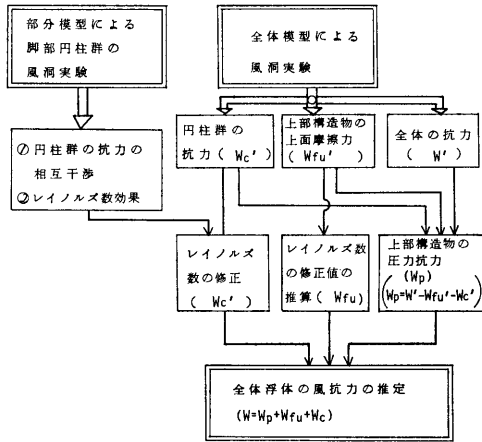 部分模型による
脚部円柱群の
風洞実験
全体模型による
風洞実験
①円柱群の抗力の
相互干渉
②レイノルズ数効果
円柱群の
抗力(Wc')
上部構造物の
上面摩擦力
(Wfu')
全体の抗力
(W')
レイノルズ
数の修正
(Wc')
レイノルズ数
の修正値の
推算(Wfu)
上部構造物の
圧力抗力
(Wp)
(Wp=W'-Wfu'-Wc')
全体浮体の風抗力の推定
(W=Wp+Wfu+Wc)